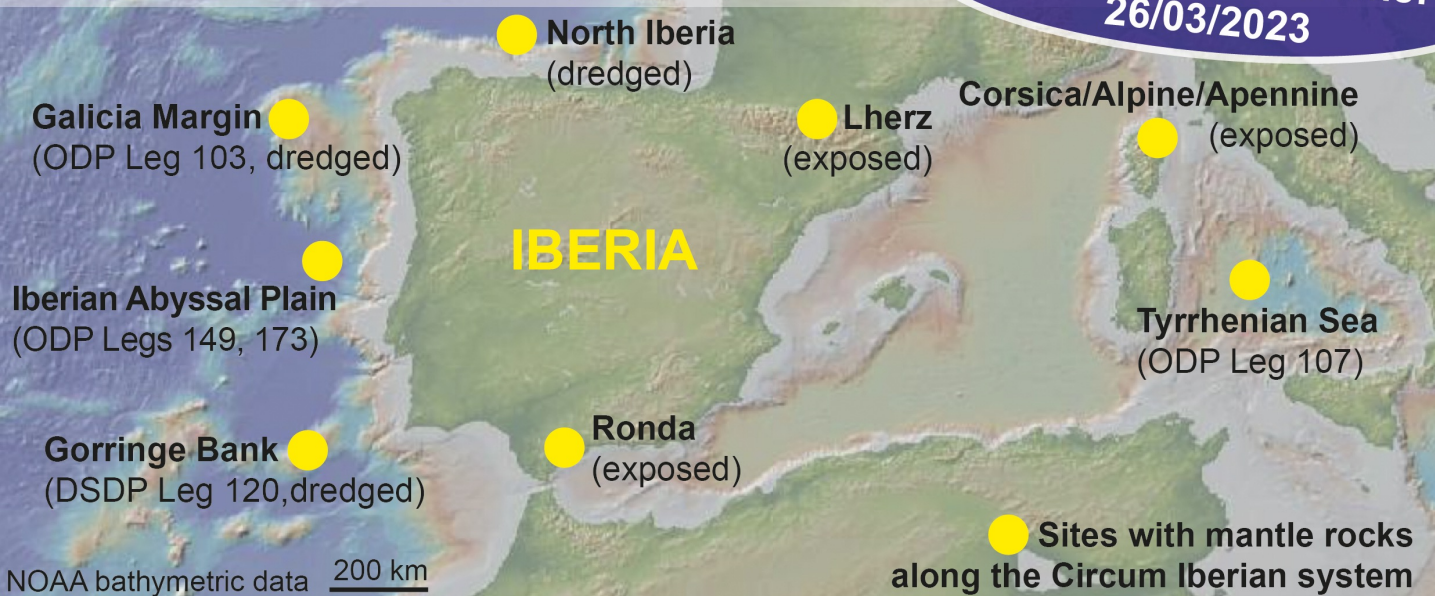 26/03/2023
North Iberia
(dredged)
Galicia Margin
(ODP Leg 103, dredged)
Lherz
(exposed)
Corsica/Alpine/Apennine
(exposed)
IBERIA
Iberian Abyssal Plain
(ODP Legs 149, 173)
Tyrrhenian Sea
(ODP Leg 107)
Gorringe Bank
(DSDP Leg 120,dredged)
Ronda
(exposed)
Sites with mantle rocks
along the Circum Iberian system
NOAA bathymetric data
200 km